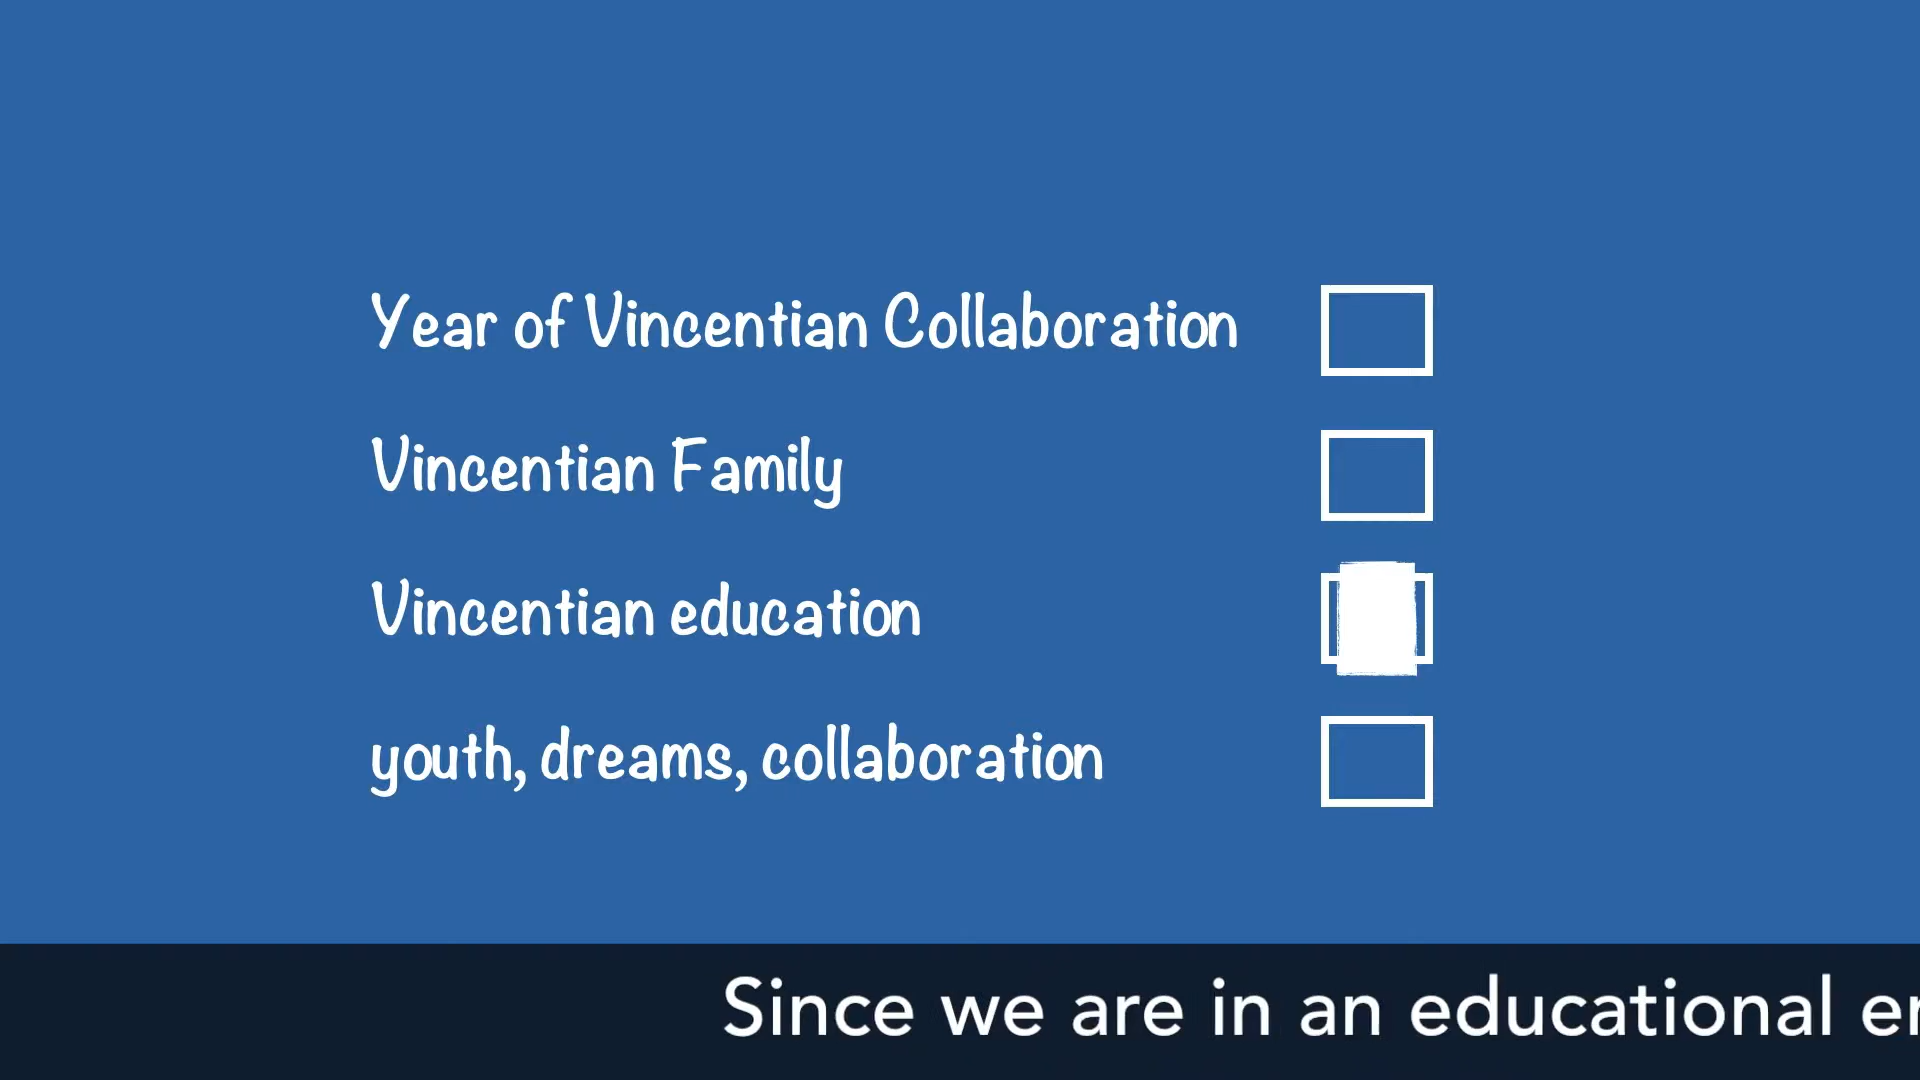 Year of Vincentian Collaboration
Vincentian Family
Vincentian education
youth, dreams, collaboration
Since we are in an educational